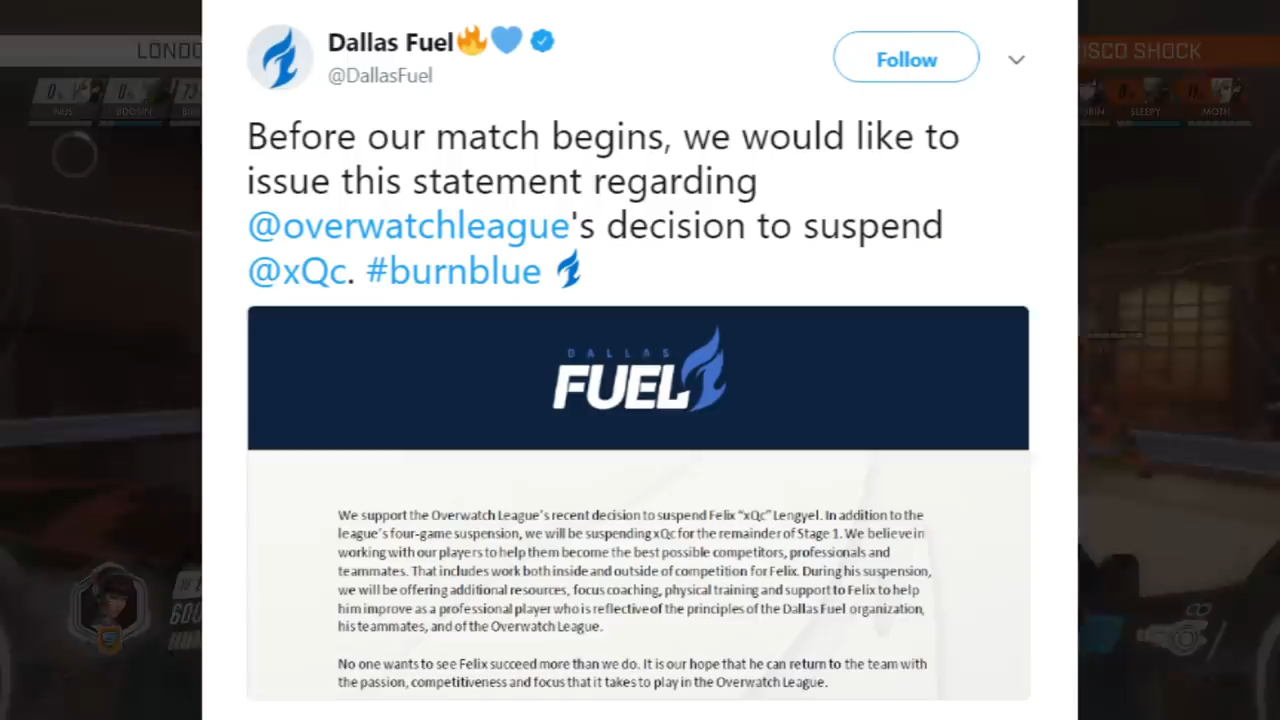 LONDO
ISCO SHOCK
NUS
BDOSIN
SLEEPY
MOTH
Dallas Fuel🔥💙
@DallasFuel
Follow
Before our match begins, we would like to
issue this statement regarding
@overwatchleague's decision to suspend
@xQc. #burnblue
DALLAS
FUEL
We support the Overwatch League's recent decision to suspend Felix "xQc" Lengyel. In addition to the
league's four-game suspension, we will be suspending xQc for the remainder of Stage 1. We believe in
working with our players to help them become the best possible competitors, professionals and
teammates. That includes work both inside and outside of competition for Felix. During his suspension,
we will be offering additional resources, focus coaching, physical training and support to Felix to help
him improve as a professional player who is reflective of the principles of the Dallas Fuel organization,
his teammates, and of the Overwatch League.
No one wants to see Felix succeed more than we do. It is our hope that he can return to the team with
the passion, competitiveness and focus that it takes to play in the Overwatch League.